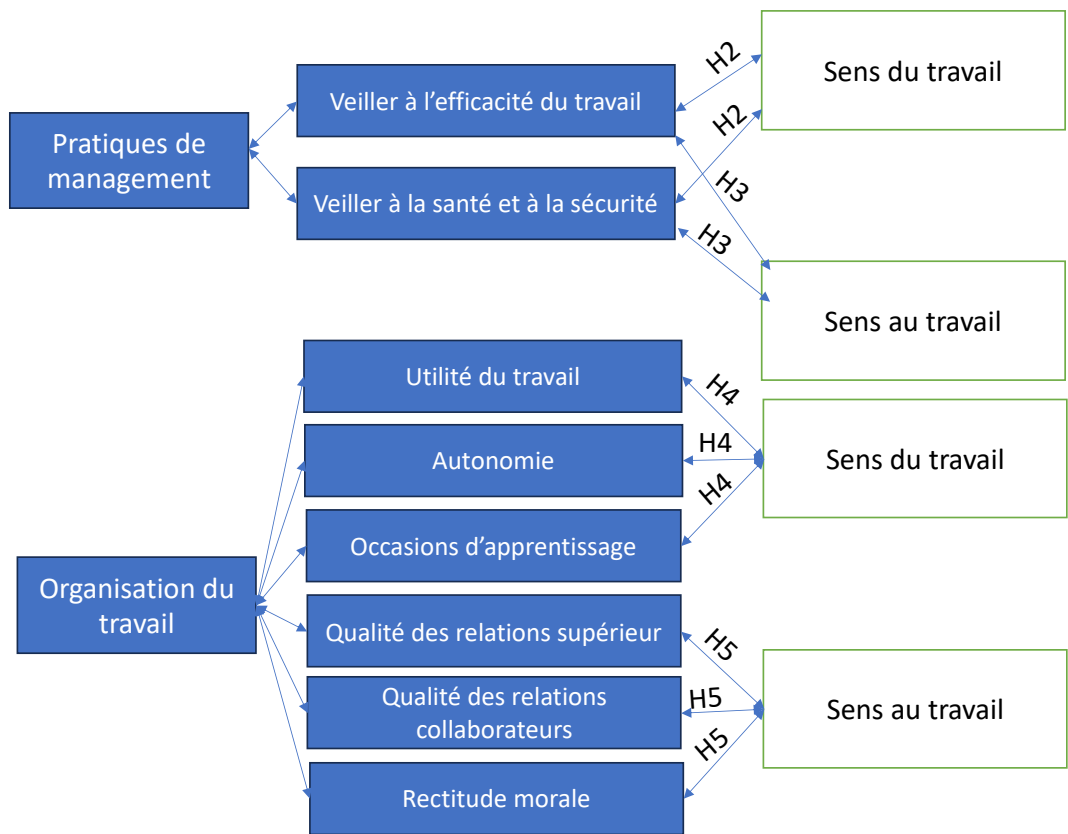 Pratiques de
management
Veiller à l’efficacité du travail
Veiller à la santé et à la sécurité
H2
H2
H3
H3
Sens du travail
Sens au travail
Organisation du
travail
Utilité du travail
Autonomie
Occasions d’apprentissage
Qualité des relations supérieur
Qualité des relations
collaborateurs
Rectitude morale
H4
H4
H4
H5
H5
H5
Sens du travail
Sens au travail